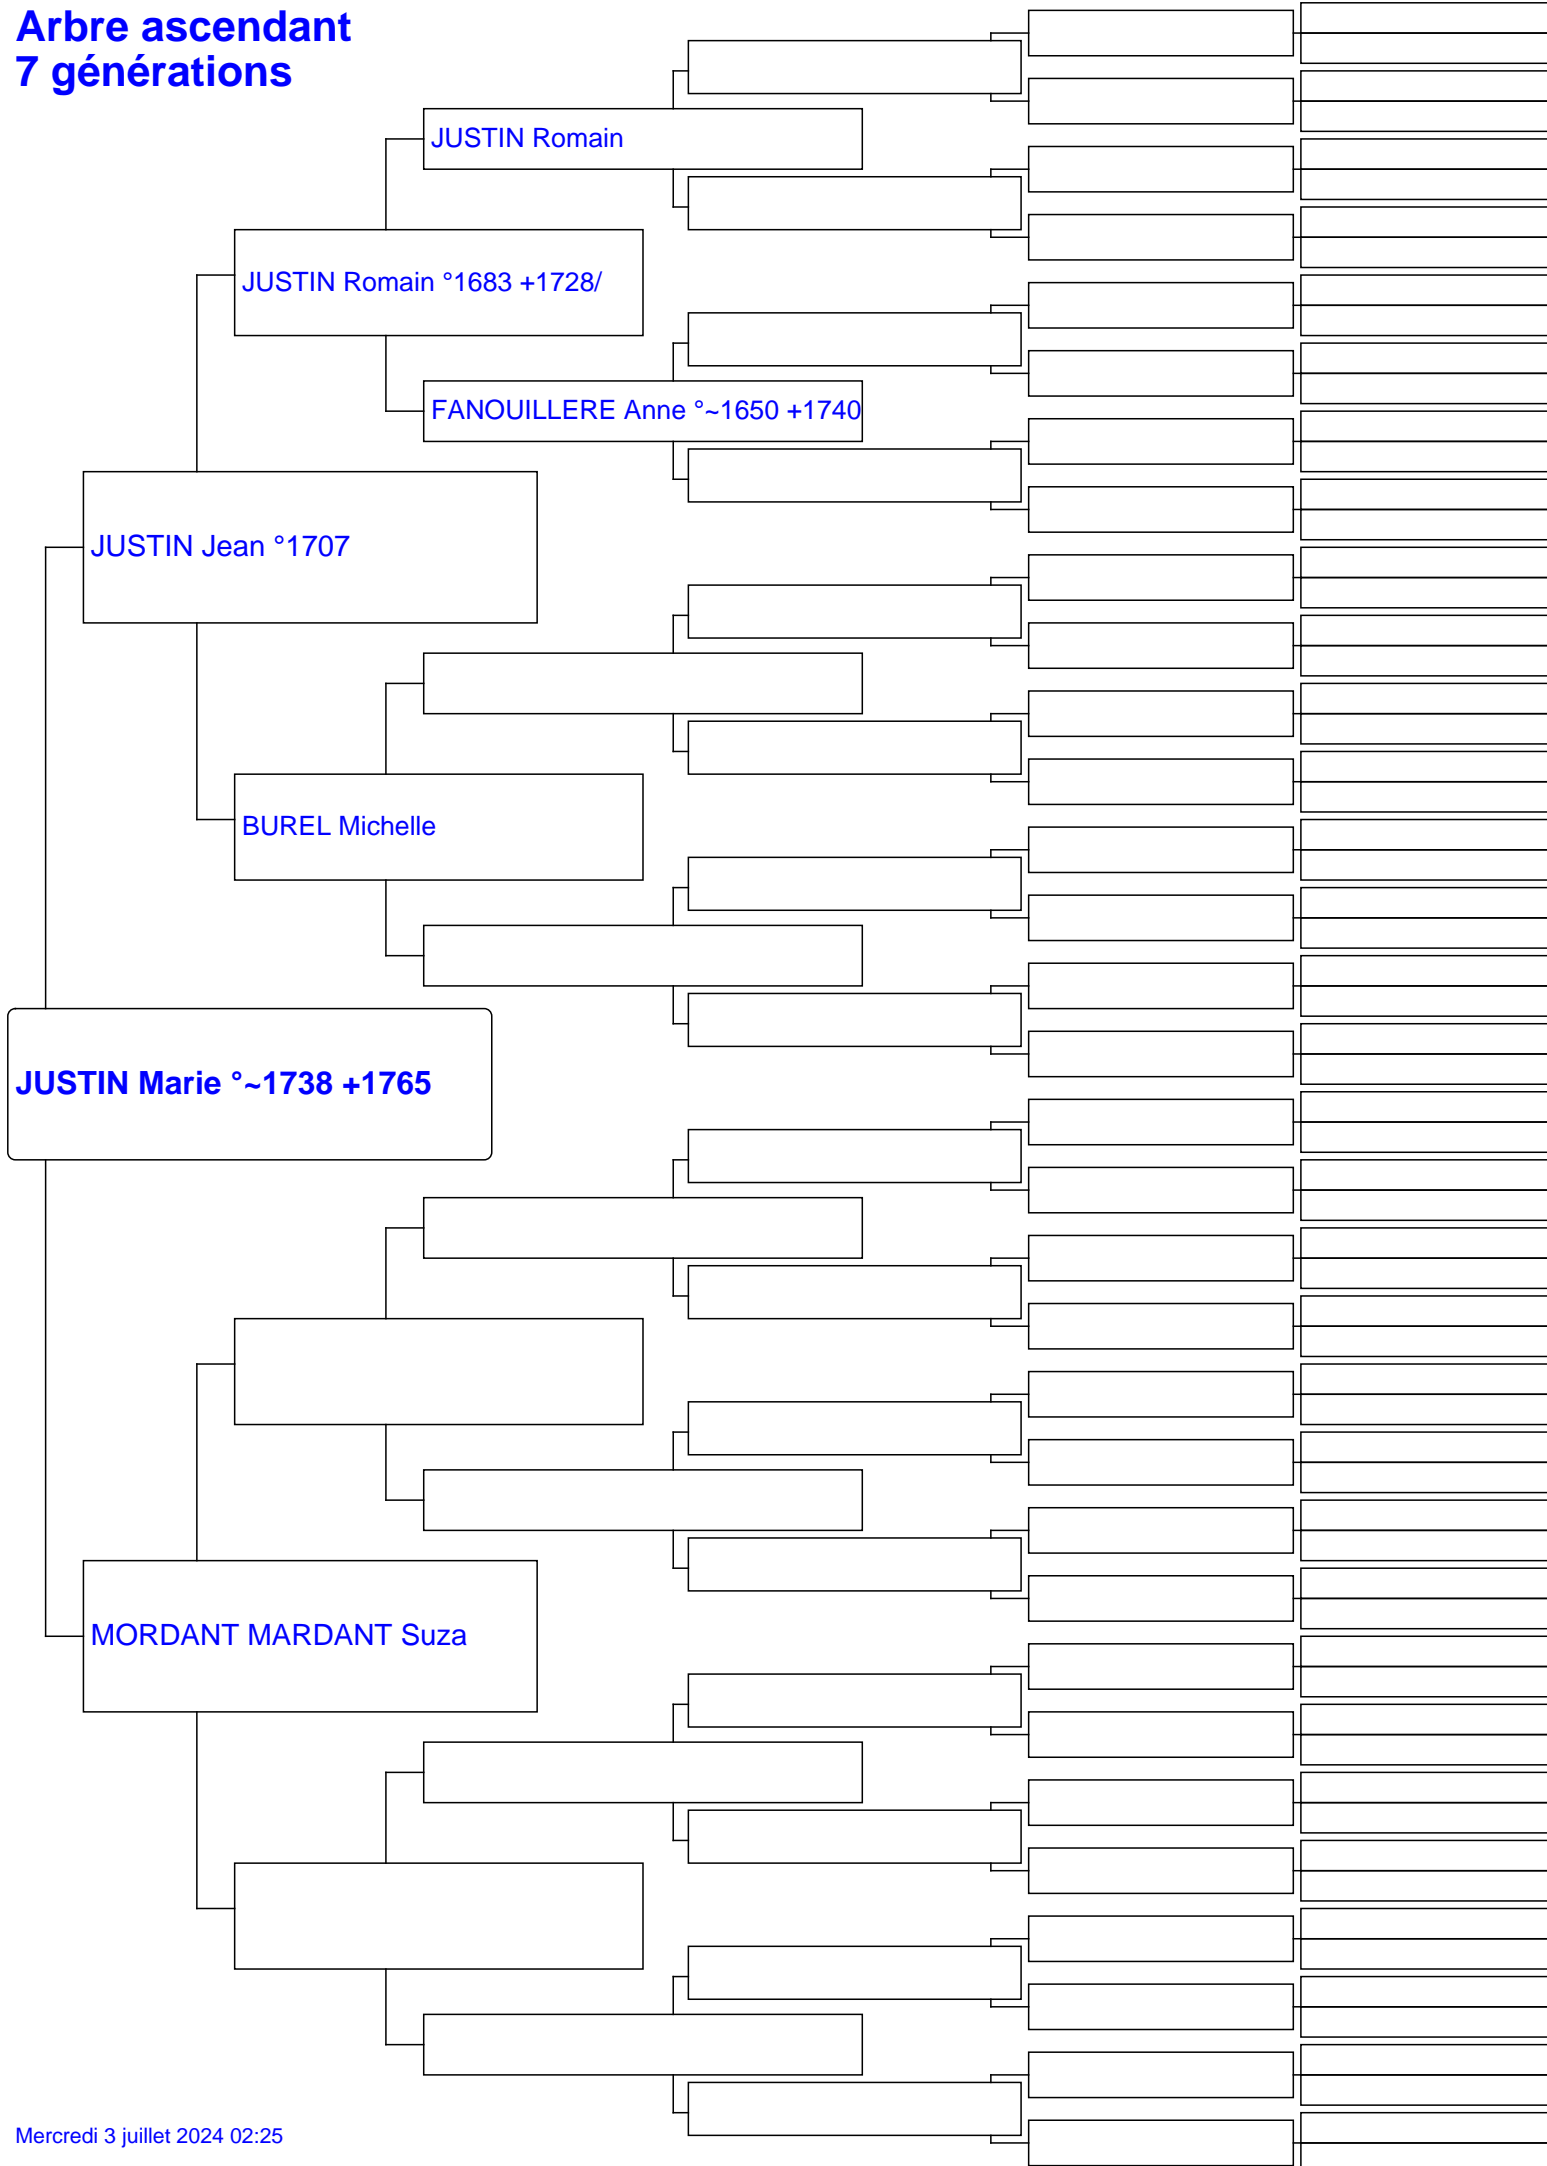 Arbre ascendant
7 générations
JUSTIN Romain
JUSTIN Romain °1683 +1728/
FANOUILLERE Anne °~1650 +1740
JUSTIN Jean °1707
BUREL Michelle
JUSTIN Marie °~1738 +1765
MORDANT MARDANT Suza
Mercredi 3 juillet 2024 02:25